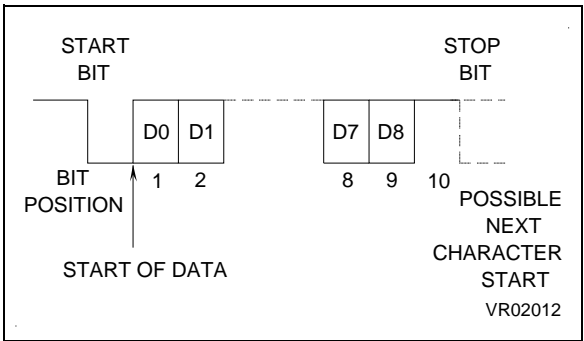 START
BIT
STOP
BIT
D0 D1 D7 D8
BIT
POSITION
1 2 8 9 10
POSSIBLE
NEXT
CHARACTER
START
START OF DATA
VR02012